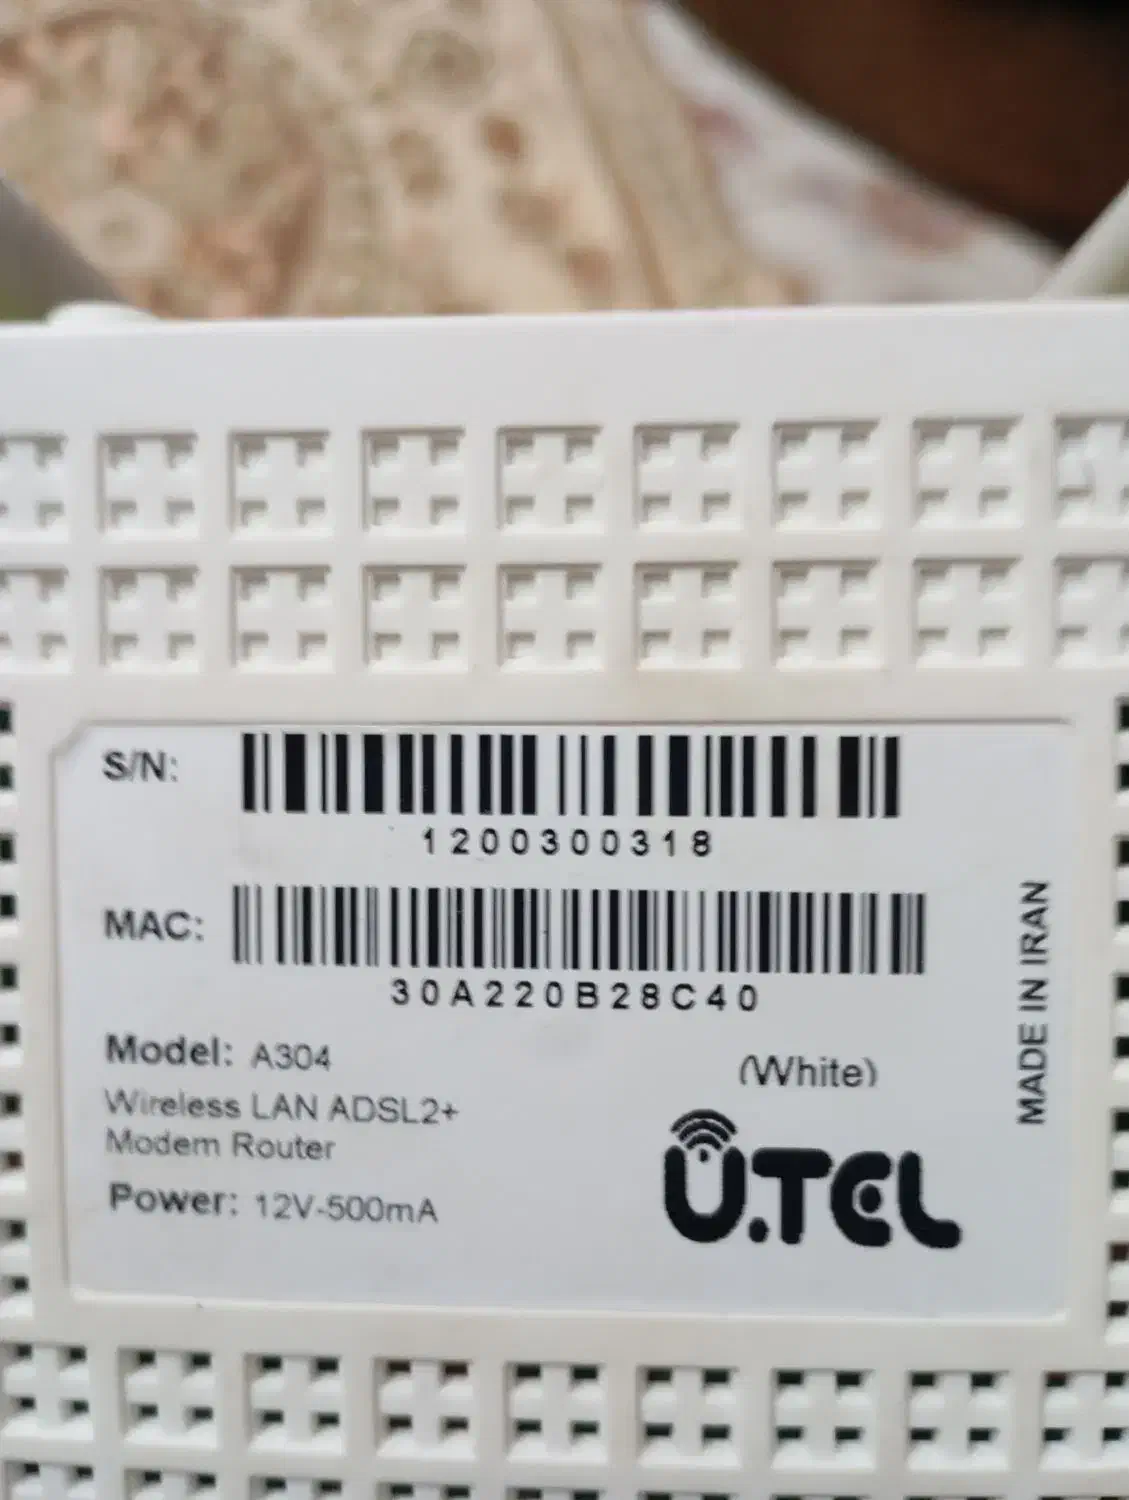 S/N:
1200300318
MAC:
30A220B28C40
Model: A304
(White)
Wireless LAN ADSL2+
Modem Router
Power: 12V-500mA
U.TEL
MADE IN IRAN